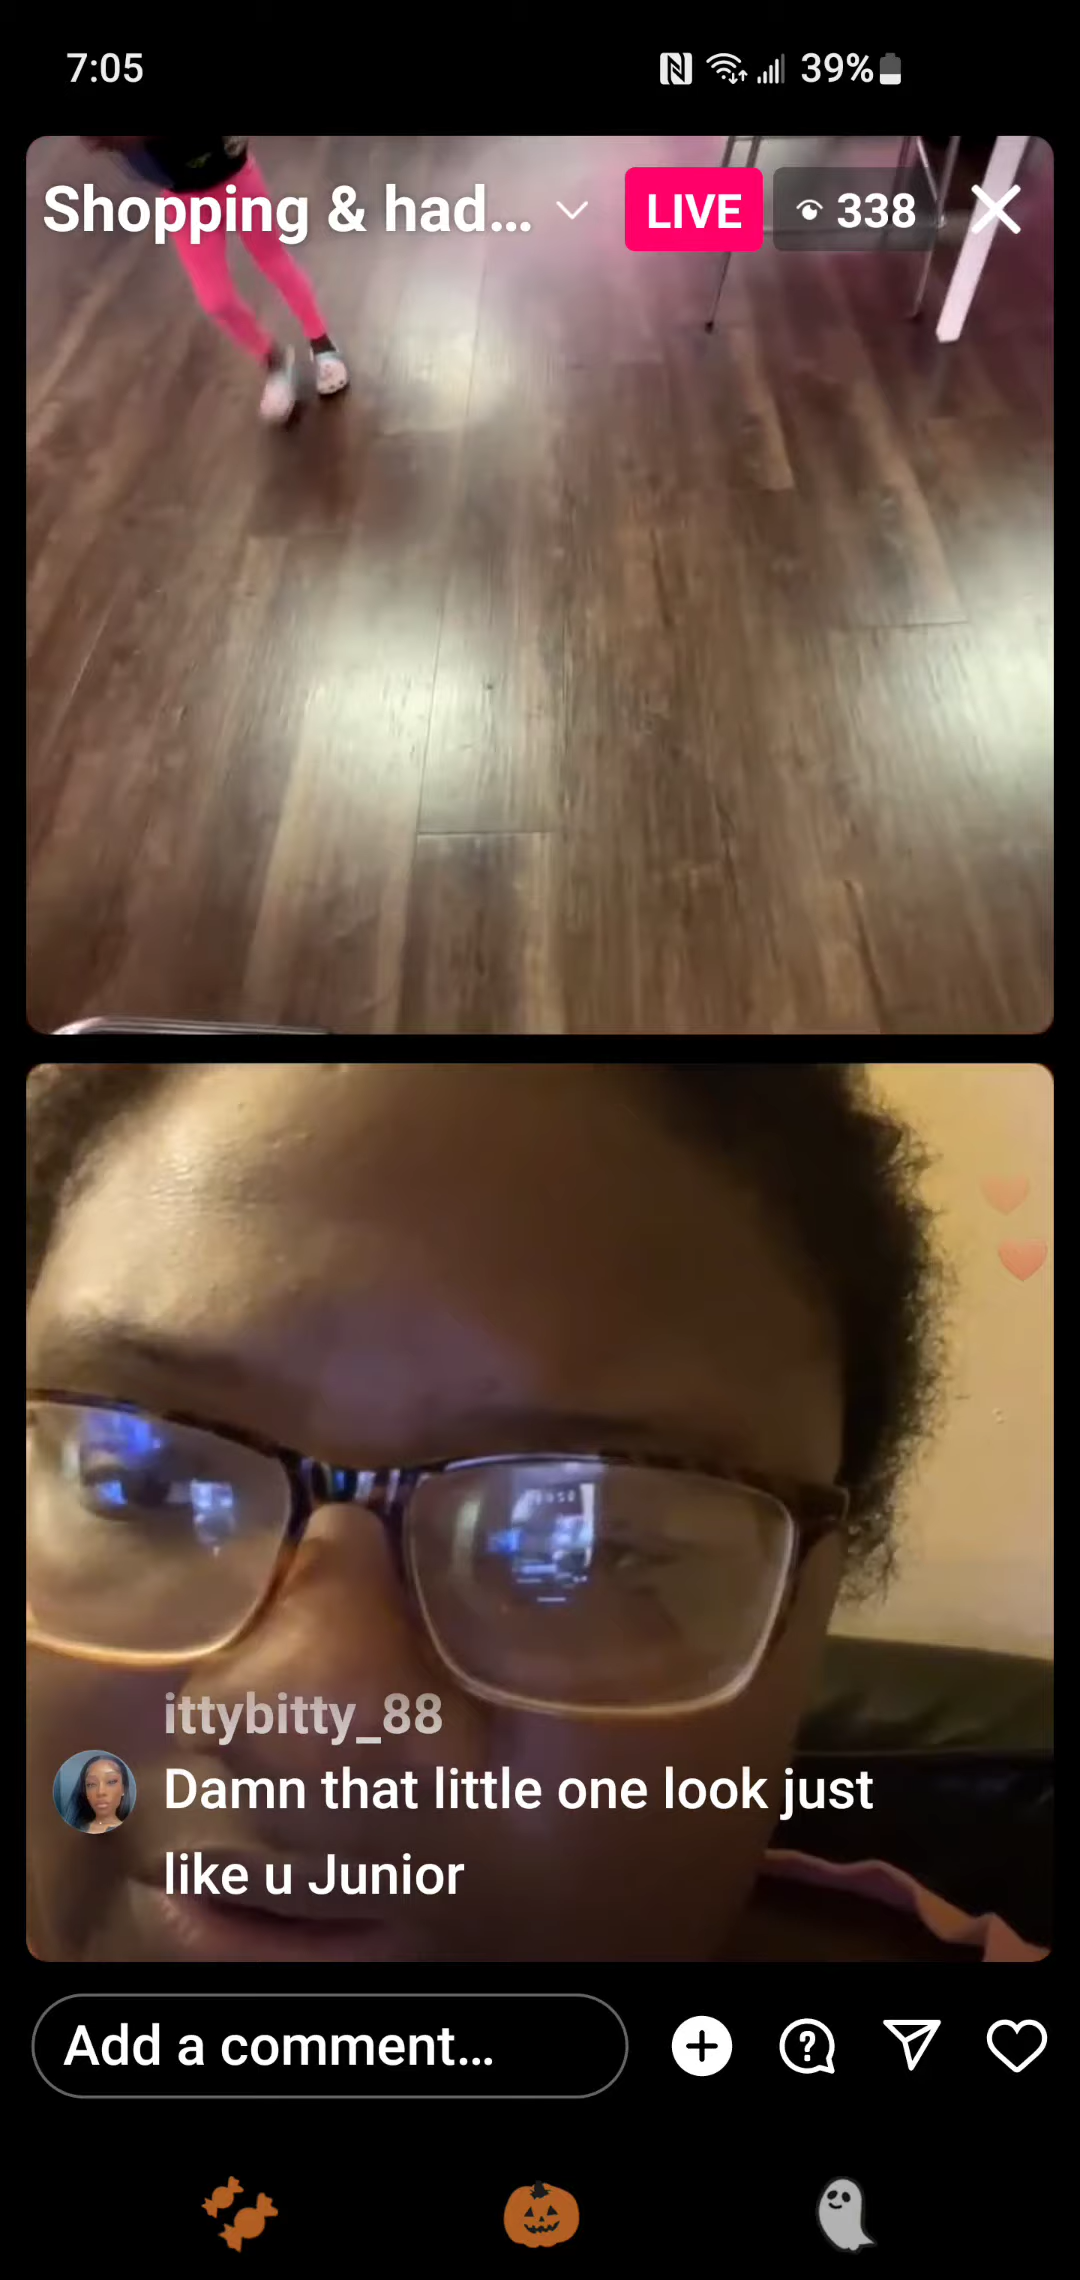 7:05 39%
Shopping & had... LIVE 338
ittybitty_88
Damn that little one look just
like u Junior
Add a comment...